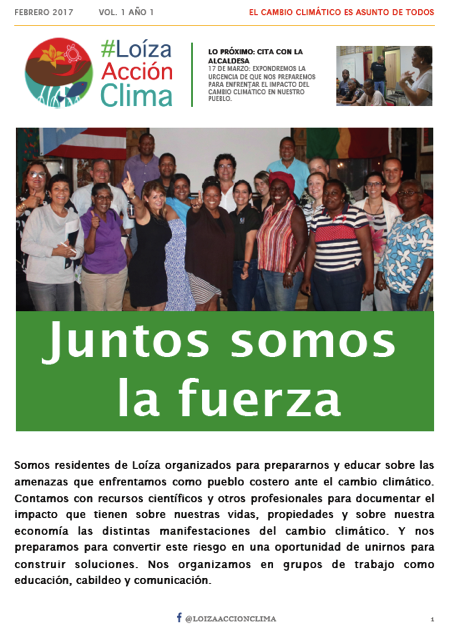 FEBRERO 2017 VOL. 1 AÑO 1 EL CAMBIO CLIMÁTICO ES ASUNTO DE TODOS
#Loíza
Acción
Clima
LO PRÓXIMO: CITA CON LA
ALCALDESA
17 DE MARZO: EXPONDREMOS LA
URGENCIA DE QUE NOS PREPAREMOS
PARA ENFRENTAR EL IMPACTO DEL
CAMBIO CLIMÁTICO EN NUESTRO
PUEBLO.
Juntos somos
la fuerza
Somos residentes de Loíza organizados para prepararnos y educar sobre las
amenazas que enfrentamos como pueblo costero ante el cambio climático.
Contamos con recursos científicos y otros profesionales para documentar el
impacto que tienen sobre nuestras vidas, propiedades y sobre nuestra
economía las distintas manifestaciones del cambio climático. Y nos
preparamos para convertir este riesgo en una oportunidad de unirnos para
construir soluciones. Nos organizamos en grupos de trabajo como
educación, cabildeo y comunicación.
f @LOIZAACCIONCLIMA 1